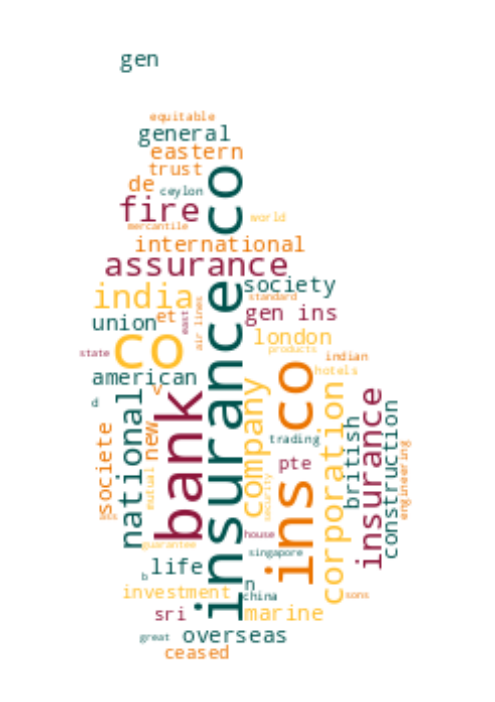 gen
equitable
general
eastern
trust
de
ceylon
fire
world
mercantile
international
assurance
insurance co
society
india
standard
air lines
east
gen ins
union
et
co
london
products
state
indian
american
hotels
v
ins co
d
bank
national
company
corporation
insurance
construction
british
new
societe
trading
engineering
pte
mutual
security
ass
house
guarantee
singapore
life
b
n
investment
china
sons
sri
marine
great
overseas
ceased